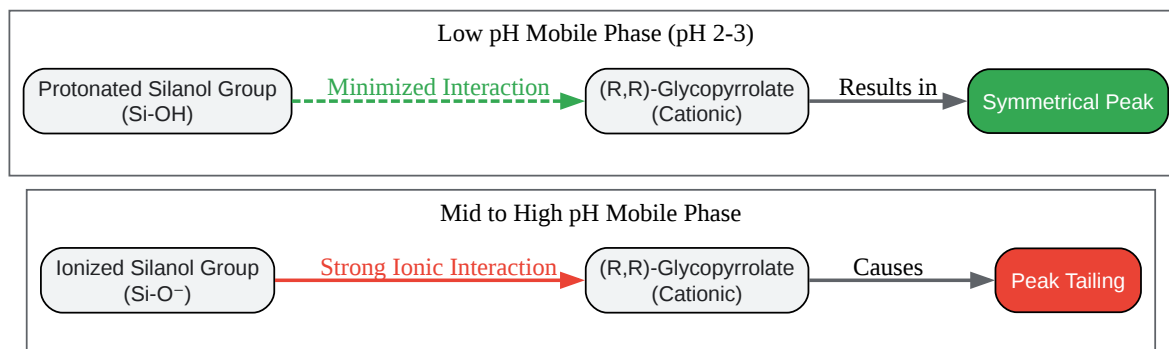 Low pH Mobile Phase (pH 2-3)
Protonated Silanol Group
(Si-OH)
Minimized Interaction
(R,R)-Glycopyrrolate
(Cationic)
Results in
Symmetrical Peak
Mid to High pH Mobile Phase
Ionized Silanol Group
(Si-O⁻)
Strong Ionic Interaction
(R,R)-Glycopyrrolate
(Cationic)
Causes
Peak Tailing